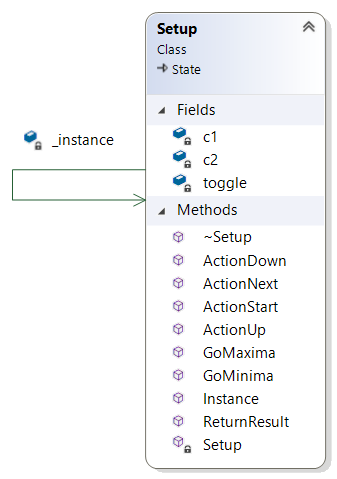 Setup
Class
State
Fields
_instance
c1
c2
toggle
Methods
~Setup
ActionDown
ActionNext
ActionStart
ActionUp
GoMaxima
GoMinima
Instance
ReturnResult
Setup